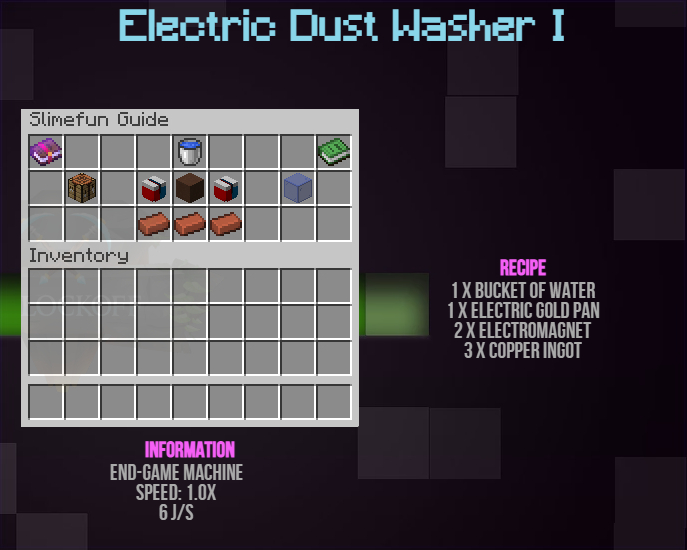 Electric Dust Washer I
Slimefun Guide
Inventory
RECIPE
1 X BUCKET OF WATER
1 X ELECTRIC GOLD PAN
2 X ELECTROMAGNET
3 X COPPER INGOT
INFORMATION
END-GAME MACHINE
SPEED: 1.0X
6 J/S